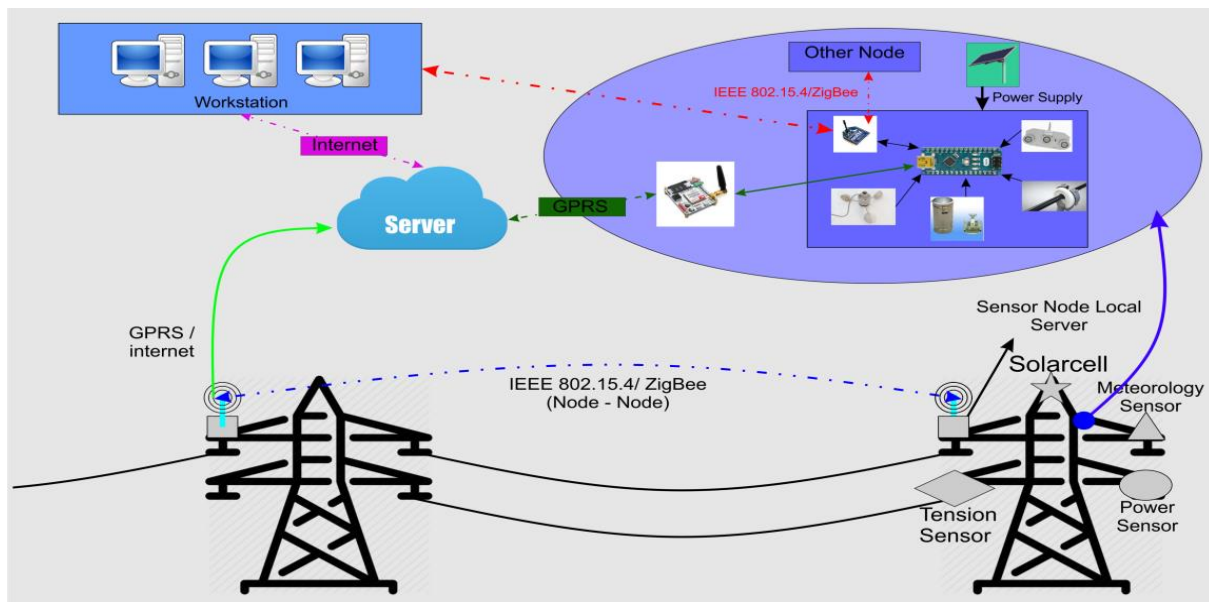 Other Node
IEEE 802.15.4/ZigBee
Power Supply
Workstation
Internet
GPRS
Server
Sensor Node Local
Server
GPRS /
internet
Solarcell
IEEE 802.15.4/ ZigBee
(Node - Node)
Meteorology
Sensor
Tension
Sensor
Power
Sensor